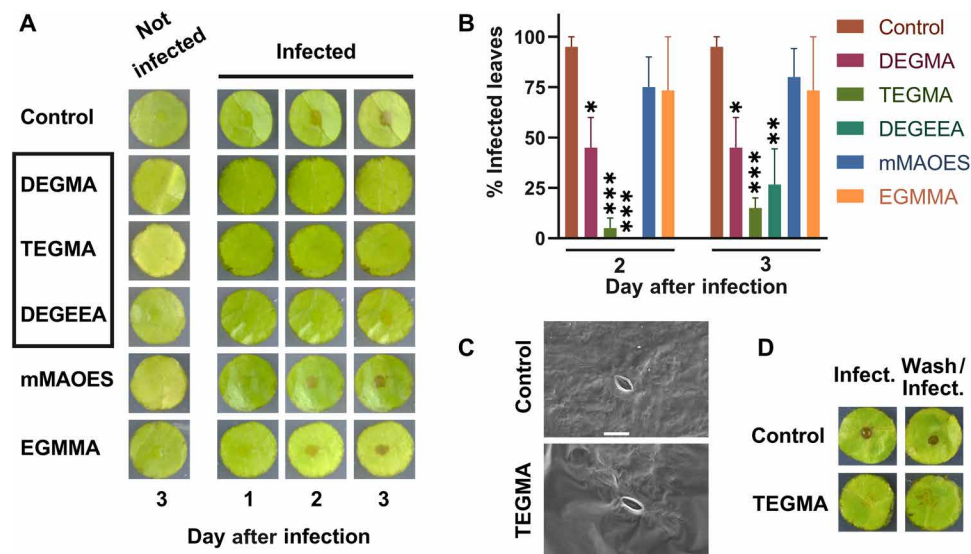 A
Not
infected
Infected
Control
DEGMA
TEGMA
DEGEEA
mMAOES
EGMMA
3 1 2 3
Day after infection
B
% Infected leaves
100
75
50
25
0
*
***
***
*
***
**
2 3
Day after infection
Control
DEGMA
TEGMA
DEGEEA
mMAOES
EGMMA
C
Control
TEGMA
D
Infect. Wash/
Infect.
Control
TEGMA